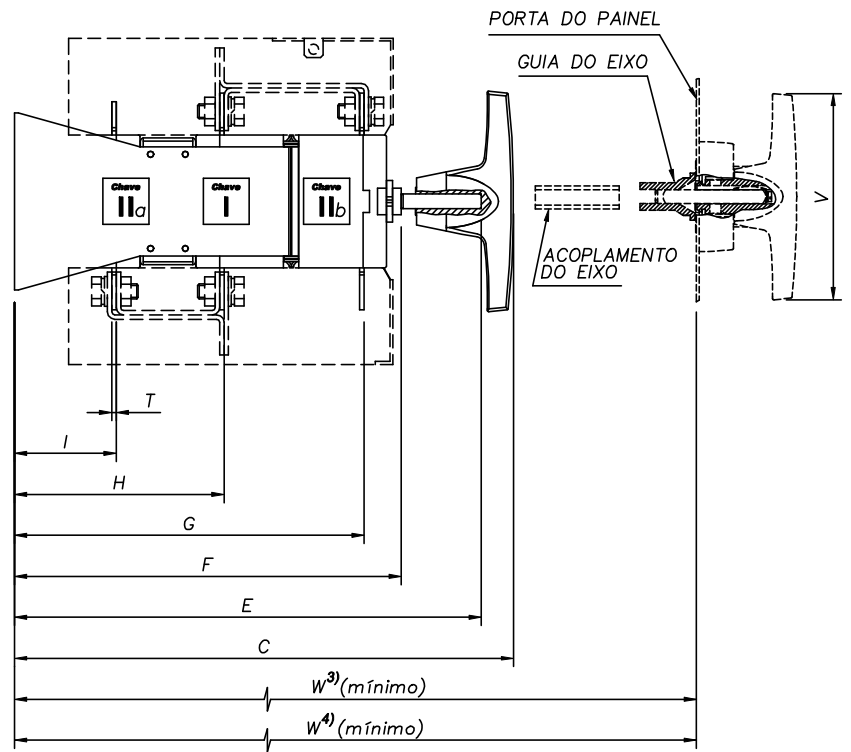 PORTA DO PAINEL
GUIA DO EIXO
Chave
IIa
Chave
I
Chave
IIb
V
ACOPLAMENTO
DO EIXO
T
I
H
G
F
E
C
W3) (mínimo)
W4) (mínimo)